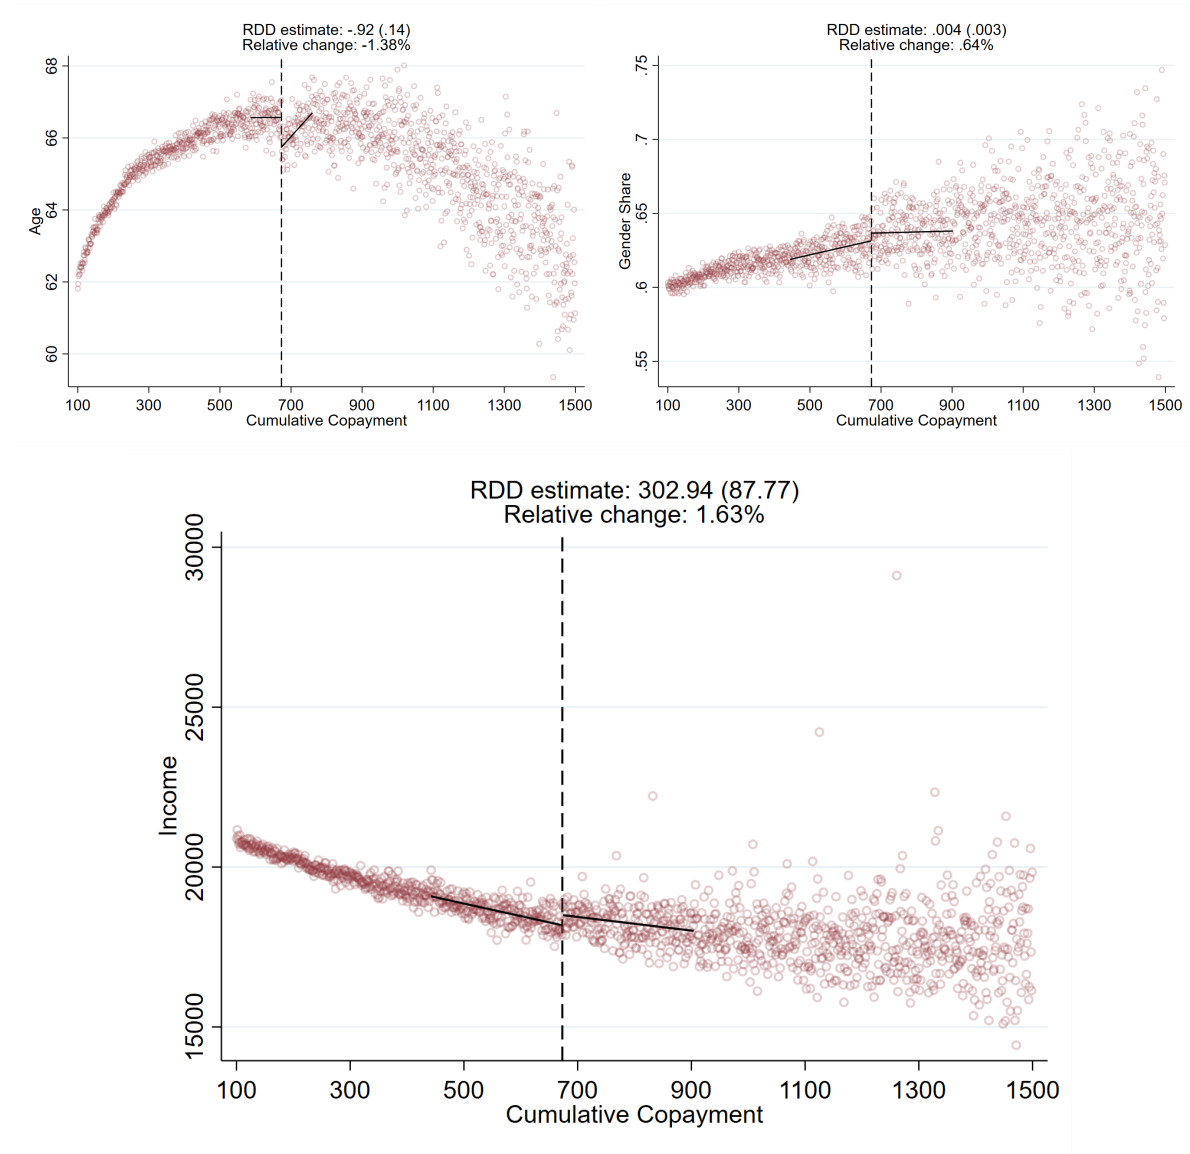 RDD estimate: -.92 (.14)
Relative change: -1.38%
Age
68
66
64
62
60
100 300 500 700 900 1100 1300 1500
Cumulative Copayment
RDD estimate: .004 (.003)
Relative change: .64%
Gender Share
.75
.7
.65
.6
.55
100 300 500 700 900 1100 1300 1500
Cumulative Copayment
RDD estimate: 302.94 (87.77)
Relative change: 1.63%
Income
30000
25000
20000
15000
100 300 500 700 900 1100 1300 1500
Cumulative Copayment